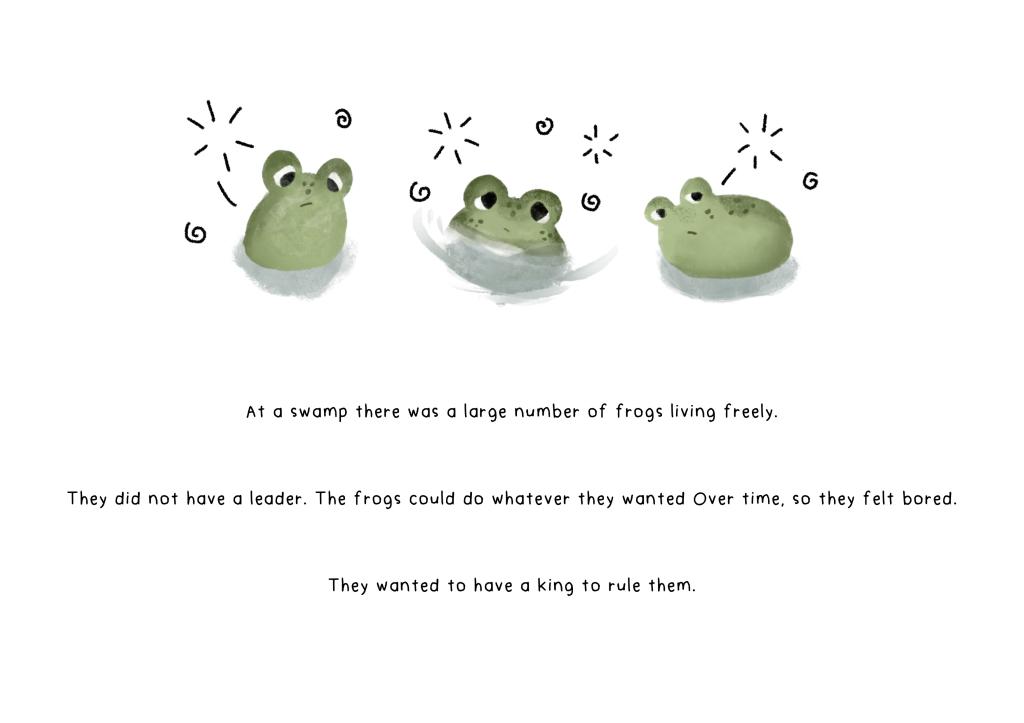 At a swamp there was a large number of frogs living freely.
They did not have a leader. The frogs could do whatever they wanted Over time, so they felt bored.
They wanted to have a king to rule them.